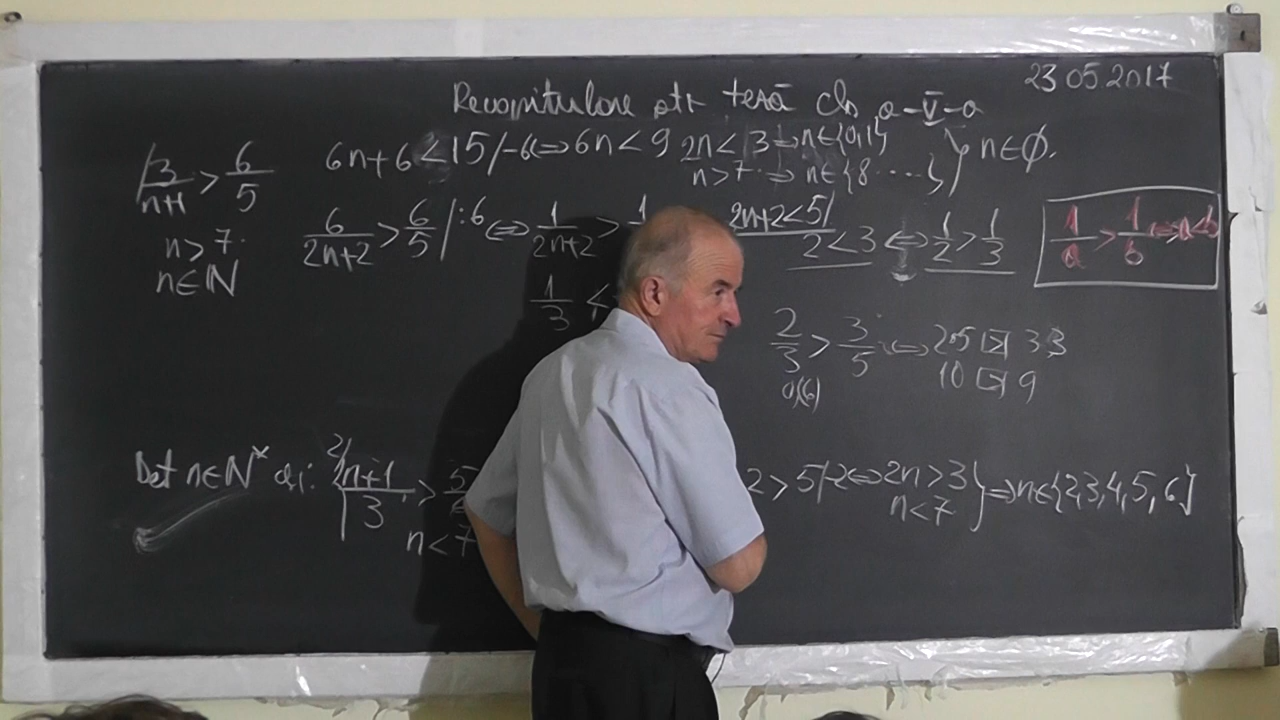 23 05 2017
Recapitulare ptr teză cls a-V-a
3/(n+1) > 6/5
n > 7
n∈ℕ
6n+6 < 15 /-6 ⇔ 6n < 9
2n < 3 ⇒ n∈{0,1}
n > 7 ⇒ n∈{8 ....}
} n∈∅.
6/(2n+2) > 6/5 /:6 ⇔ 1/(2n+2) > 1
2n+2 < 5/
2 < 3 ⇔ 1/2 > 1/3
1/a > 1/b ⇔ a < b
1/3 <
2/3 > 3/5 ⇔ 2·5 > 3·3
0,(6)
10 > 9
Det n∈ℕ* a,i: 2/ (n+1)/3 > 5
n < 7
2 > 5 /-2 ⇔ 2n > 3
n < 7
} ⇒ n∈{2,3,4,5,6}